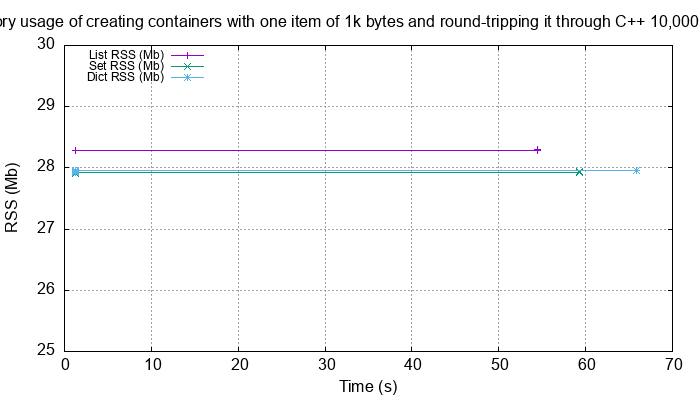 ory usage of creating containers with one item of 1k bytes and round-tripping it through C++ 10,000
30
29
28
27
26
25
RSS (Mb)
List RSS (Mb)
Set RSS (Mb)
Dict RSS (Mb)
0 10 20 30 40 50 60 70
Time (s)